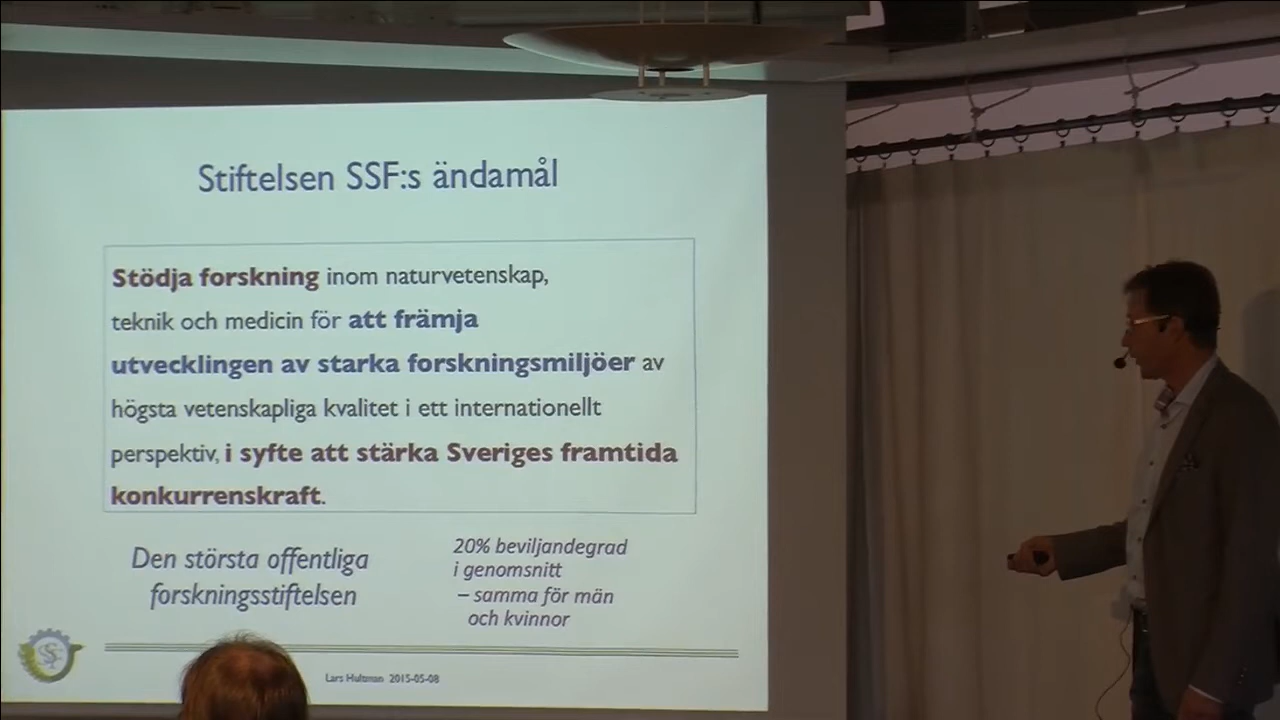 Stiftelsen SSF:s ändamål
Stödja forskning inom naturvetenskap,
teknik och medicin för att främja
utvecklingen av starka forskningsmiljöer av
högsta vetenskapliga kvalitet i ett internationellt
perspektiv, i syfte att stärka Sveriges framtida
konkurrenskraft.
Den största offentliga
forskningsstiftelsen
20% beviljandegrad
i genomsnitt
– samma för män
och kvinnor
SSF
Lars Hultman 2015-05-08